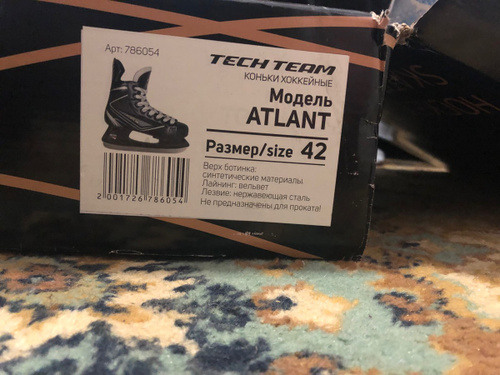 Арт: 786054
TECH TEAM
КОНЬКИ ХОККЕЙНЫЕ
Модель
ATLANT
Размер/size 42
Верх ботинка:
синтетические материалы
Лайнинг: вельвет
Лезвие: нержавеющая сталь
Не предназначены для проката!
2 001726 786054